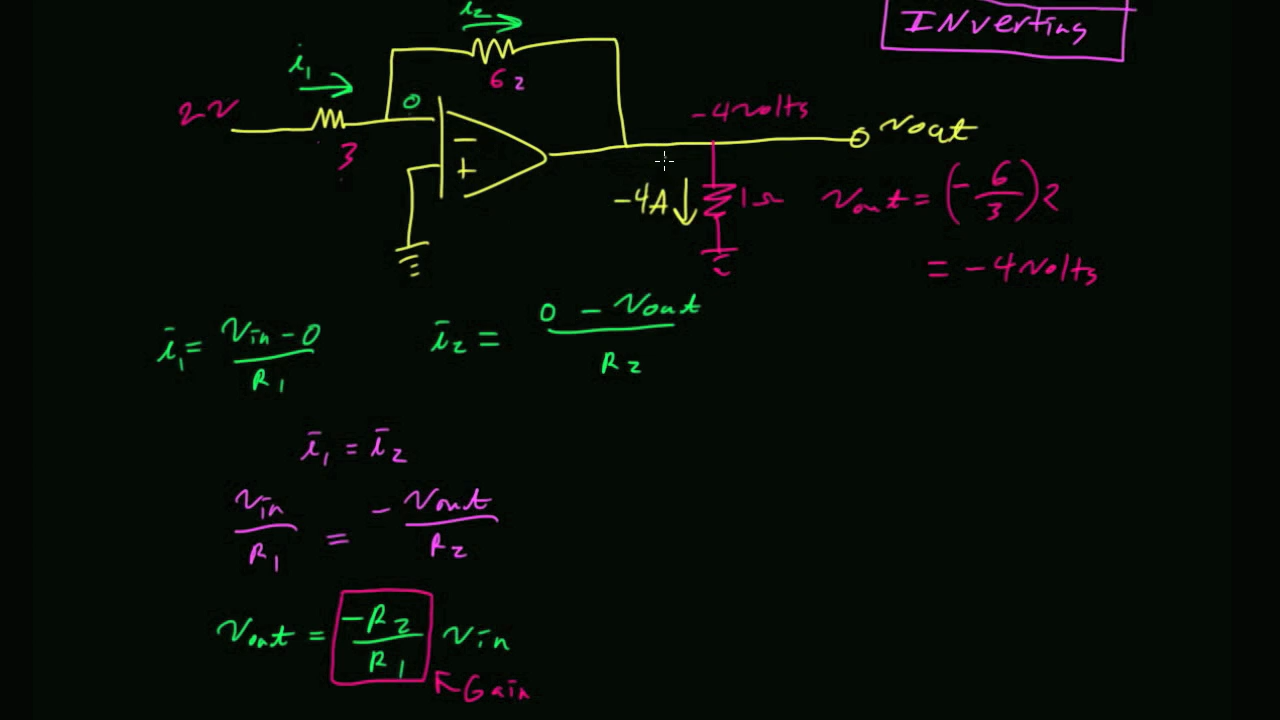 i₂
INverting
i₁
6 2
2V
0
-4volts
vout
3
−
+
-4A
1Ω
Vout = (-6/3)2
= -4volts
i₁ = (Vin - 0)/R₁
i₂ = (0 - Vout)/R₂
i₁ = i₂
Vin/R₁ = -Vout/R₂
Vout = -R₂/R₁ Vin
Gain